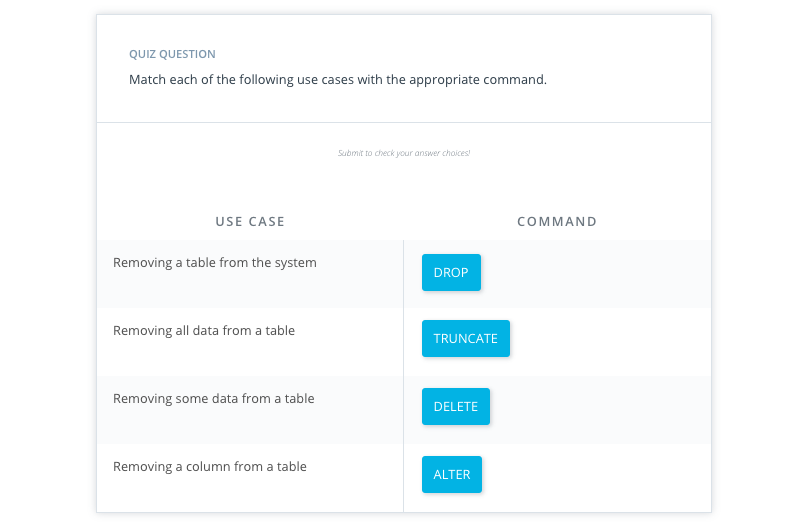 QUIZ QUESTION
Match each of the following use cases with the appropriate command.
Submit to check your answer choices!
USE CASE
COMMAND
Removing a table from the system
DROP
Removing all data from a table
TRUNCATE
Removing some data from a table
DELETE
Removing a column from a table
ALTER